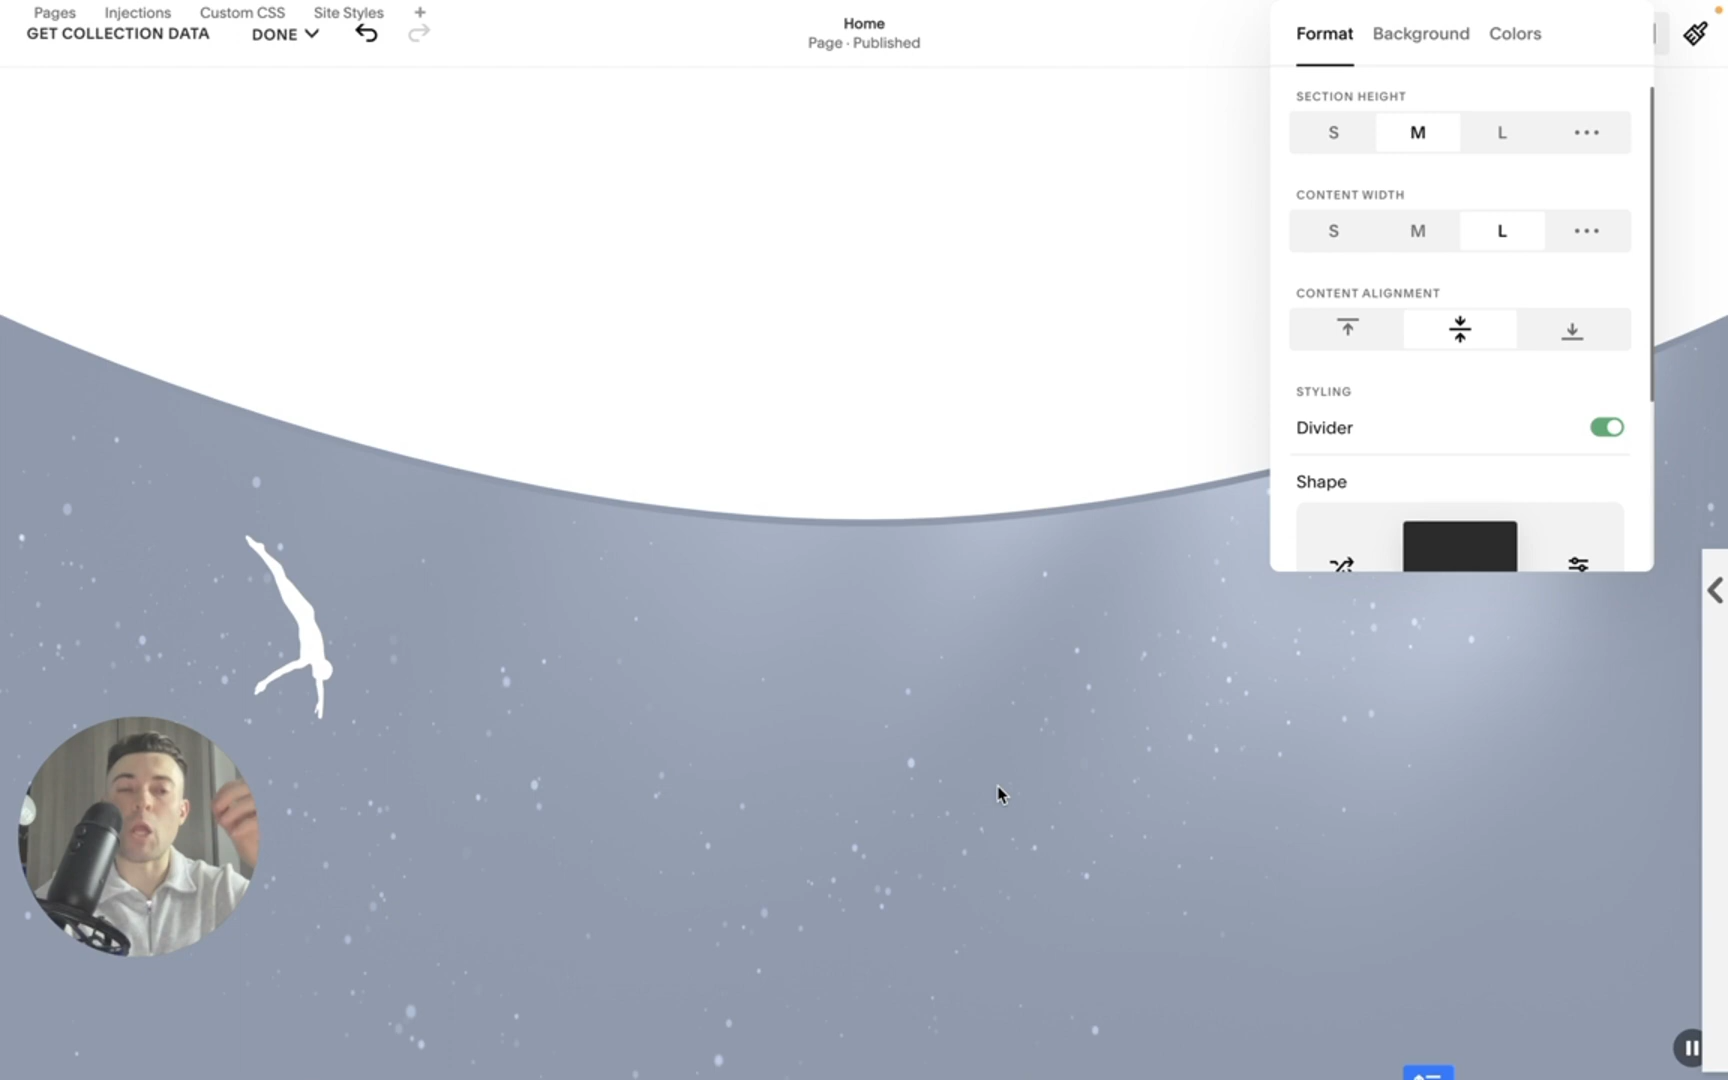 Pages Injections Custom CSS Site Styles +
GET COLLECTION DATA DONE
Home
Page · Published
Format Background Colors
SECTION HEIGHT
S M L ...
CONTENT WIDTH
S M L ...
CONTENT ALIGNMENT
STYLING
Divider
Shape